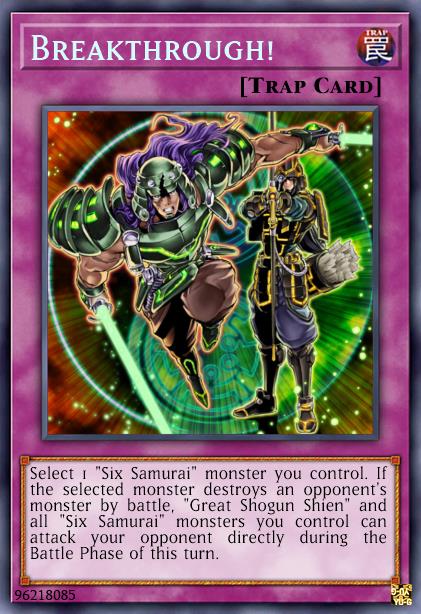 BREAKTHROUGH!
TRAP
罠
[TRAP CARD]
Select 1 "Six Samurai" monster you control. If
the selected monster destroys an opponent's
monster by battle, "Great Shogun Shien" and
all "Six Samurai" monsters you control can
attack your opponent directly during the
Battle Phase of this turn.
96218085